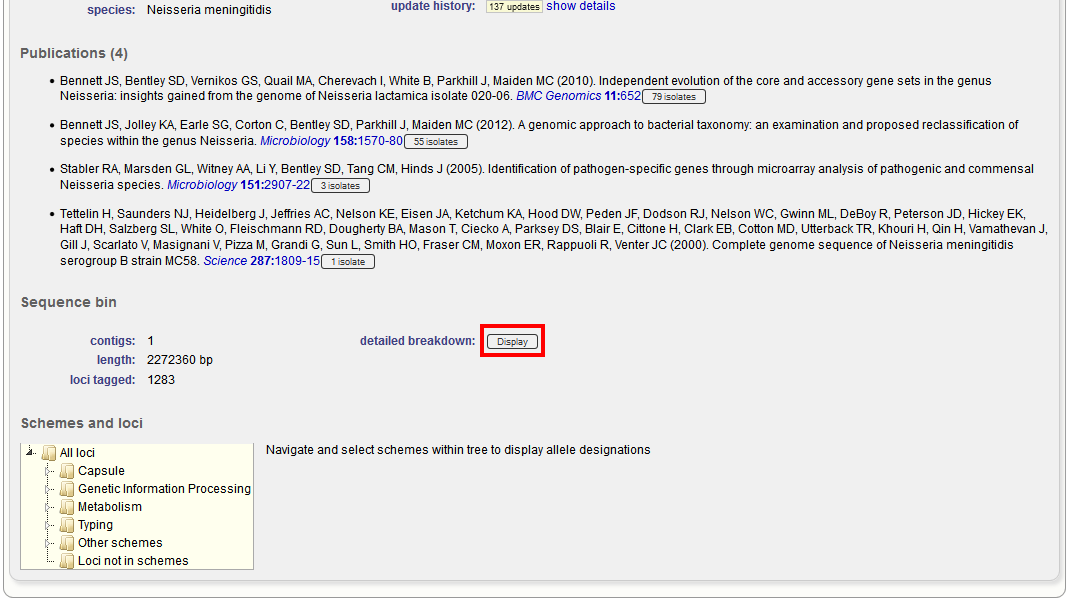 species: Neisseria meningitidis update history: 137 updates show details
Publications (4)
• Bennett JS, Bentley SD, Vernikos GS, Quail MA, Cherevach I, White B, Parkhill J, Maiden MC (2010). Independent evolution of the core and accessory gene sets in the genus
Neisseria: insights gained from the genome of Neisseria lactamica isolate 020-06. BMC Genomics 11:652 79 isolates
• Bennett JS, Jolley KA, Earle SG, Corton C, Bentley SD, Parkhill J, Maiden MC (2012). A genomic approach to bacterial taxonomy: an examination and proposed reclassification of
species within the genus Neisseria. Microbiology 158:1570-80 55 isolates
• Stabler RA, Marsden GL, Witney AA, Li Y, Bentley SD, Tang CM, Hinds J (2005). Identification of pathogen-specific genes through microarray analysis of pathogenic and commensal
Neisseria species. Microbiology 151:2907-22 3 isolates
• Tettelin H, Saunders NJ, Heidelberg J, Jeffries AC, Nelson KE, Eisen JA, Ketchum KA, Hood DW, Peden JF, Dodson RJ, Nelson WC, Gwinn ML, DeBoy R, Peterson JD, Hickey EK,
Haft DH, Salzberg SL, White O, Fleischmann RD, Dougherty BA, Mason T, Ciecko A, Parksey DS, Blair E, Cittone H, Clark EB, Cotton MD, Utterback TR, Khouri H, Qin H, Vamathevan J,
Gill J, Scarlato V, Masignani V, Pizza M, Grandi G, Sun L, Smith HO, Fraser CM, Moxon ER, Rappuoli R, Venter JC (2000). Complete genome sequence of Neisseria meningitidis
serogroup B strain MC58. Science 287:1809-15 1 isolate
Sequence bin
contigs: 1 detailed breakdown: Display
length: 2272360 bp
loci tagged: 1283
Schemes and loci
All loci Navigate and select schemes within tree to display allele designations
Capsule
Genetic Information Processing
Metabolism
Typing
Other schemes
Loci not in schemes